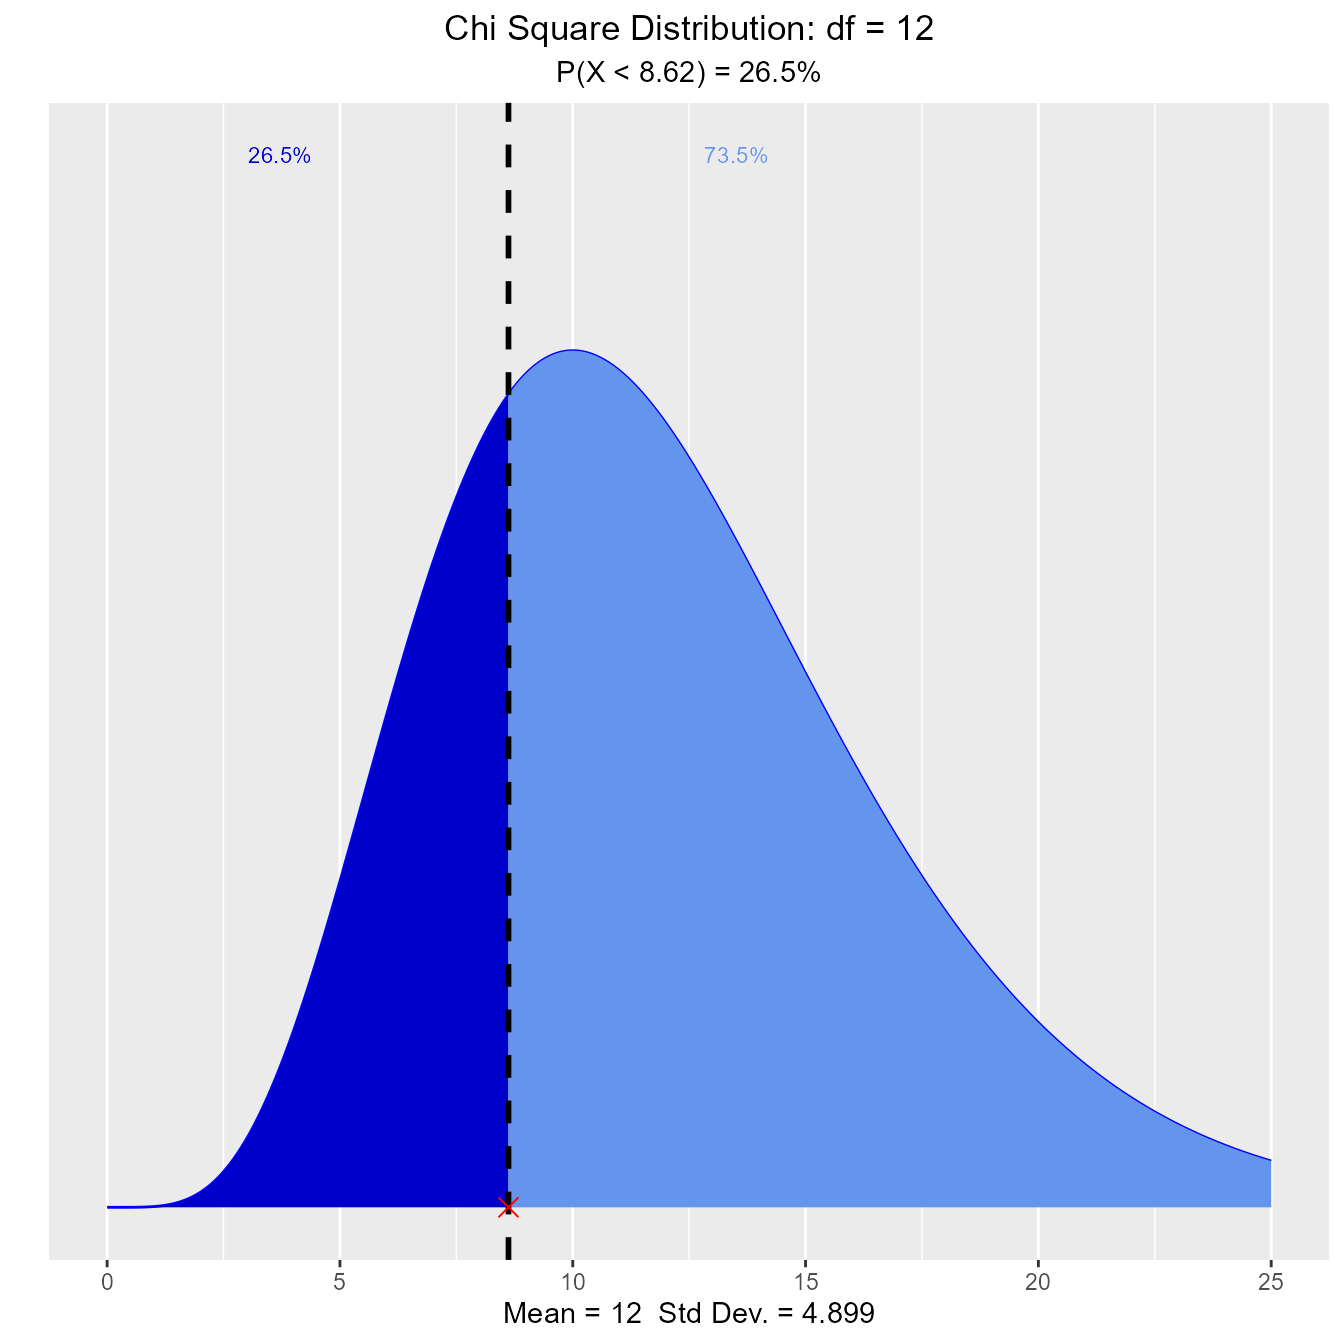 Chi Square Distribution: df = 12
P(X < 8.62) = 26.5%
26.5% 73.5%
0 5 10 15 20 25
Mean = 12  Std Dev. = 4.899